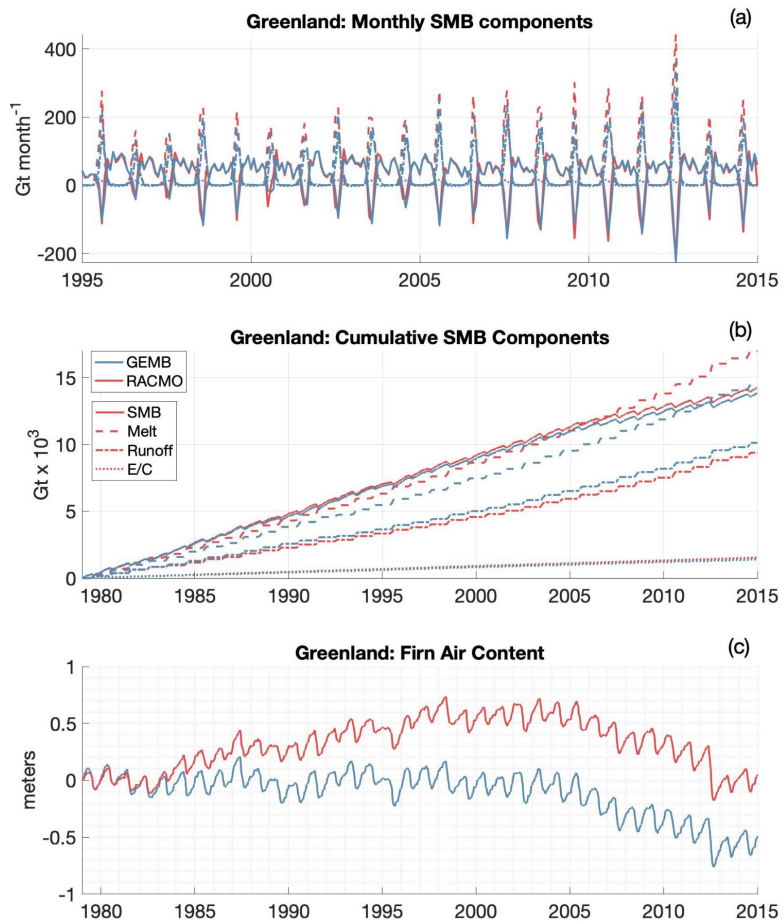 Greenland: Monthly SMB components
(a)
Gt month⁻¹
400
200
0
-200
1995 2000 2005 2010 2015
Greenland: Cumulative SMB Components
(b)
GEMB
RACMO
SMB
Melt
Runoff
E/C
Gt x 10³
15
10
5
0
1980 1985 1990 1995 2000 2005 2010 2015
Greenland: Firn Air Content
(c)
meters
1
0.5
0
-0.5
-1
1980 1985 1990 1995 2000 2005 2010 2015